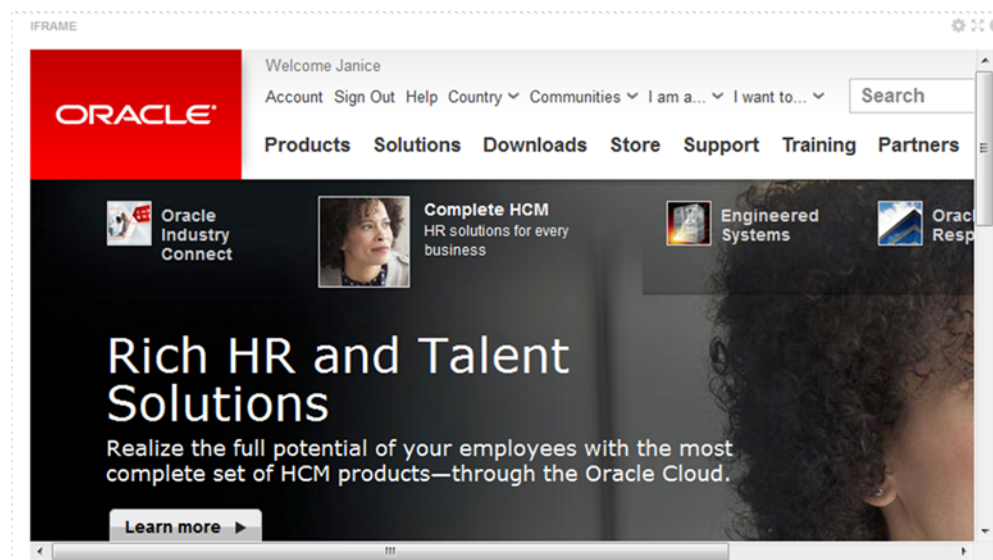 IFRAME
ORACLE
Welcome Janice
Account Sign Out Help Country Communities I am a... I want to... Search
Products Solutions Downloads Store Support Training Partners
Oracle
Industry
Connect
Complete HCM
HR solutions for every
business
Engineered
Systems
Orac
Resp
Rich HR and Talent
Solutions
Realize the full potential of your employees with the most
complete set of HCM products—through the Oracle Cloud.
Learn more